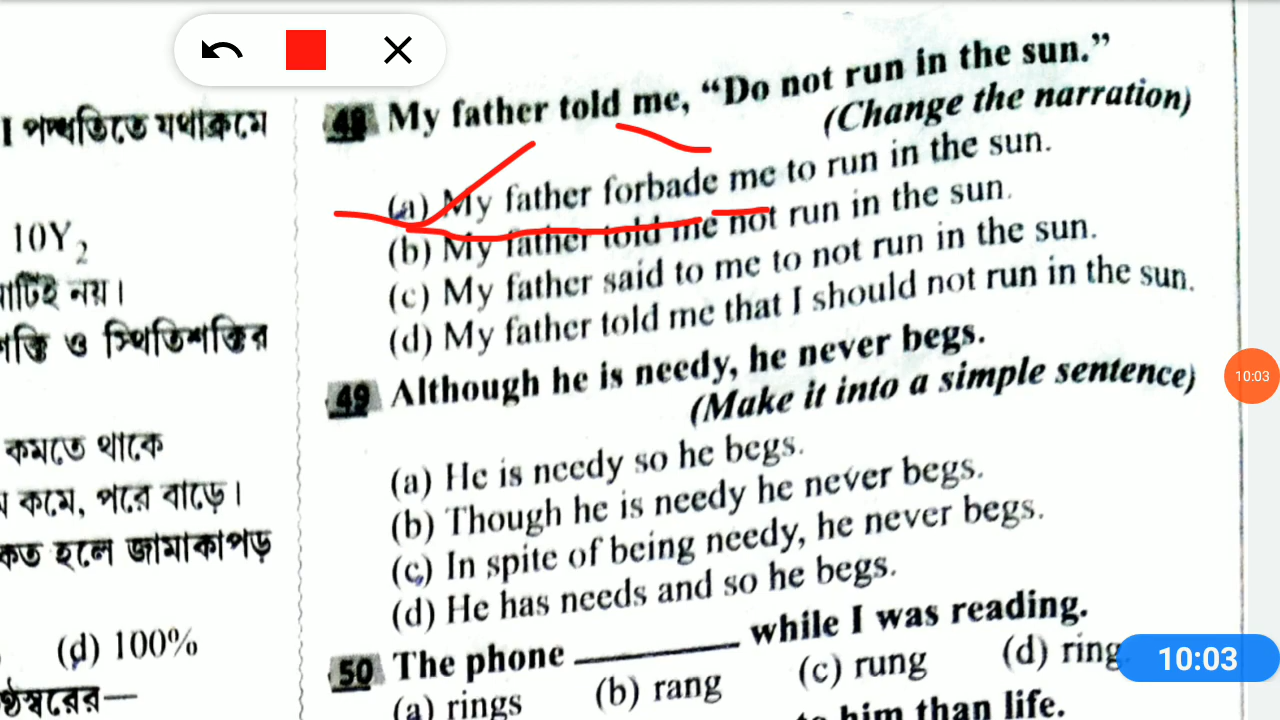 I পদ্ধতিতে যথাক্রমে
10Y₂
নয়।
ও স্থিতিশক্তির
কমতে থাকে
কমে, পরে বাড়ে।
হলে জামাকাপড়
(d) 100%
48 My father told me, “Do not run in the sun.”
(Change the narration)
(a) My father forbade me to run in the sun.
(b) My father told me not run in the sun.
(c) My father said to me to not run in the sun.
(d) My father told me that I should not run in the sun.
49 Although he is needy, he never begs.
(Make it into a simple sentence)
(a) He is needy so he begs.
(b) Though he is needy he never begs.
(c) In spite of being needy, he never begs.
(d) He has needs and so he begs.
50 The phone ________ while I was reading.
(a) rings (b) rang (c) rung (d) ring
him than life.
10:03
10:03